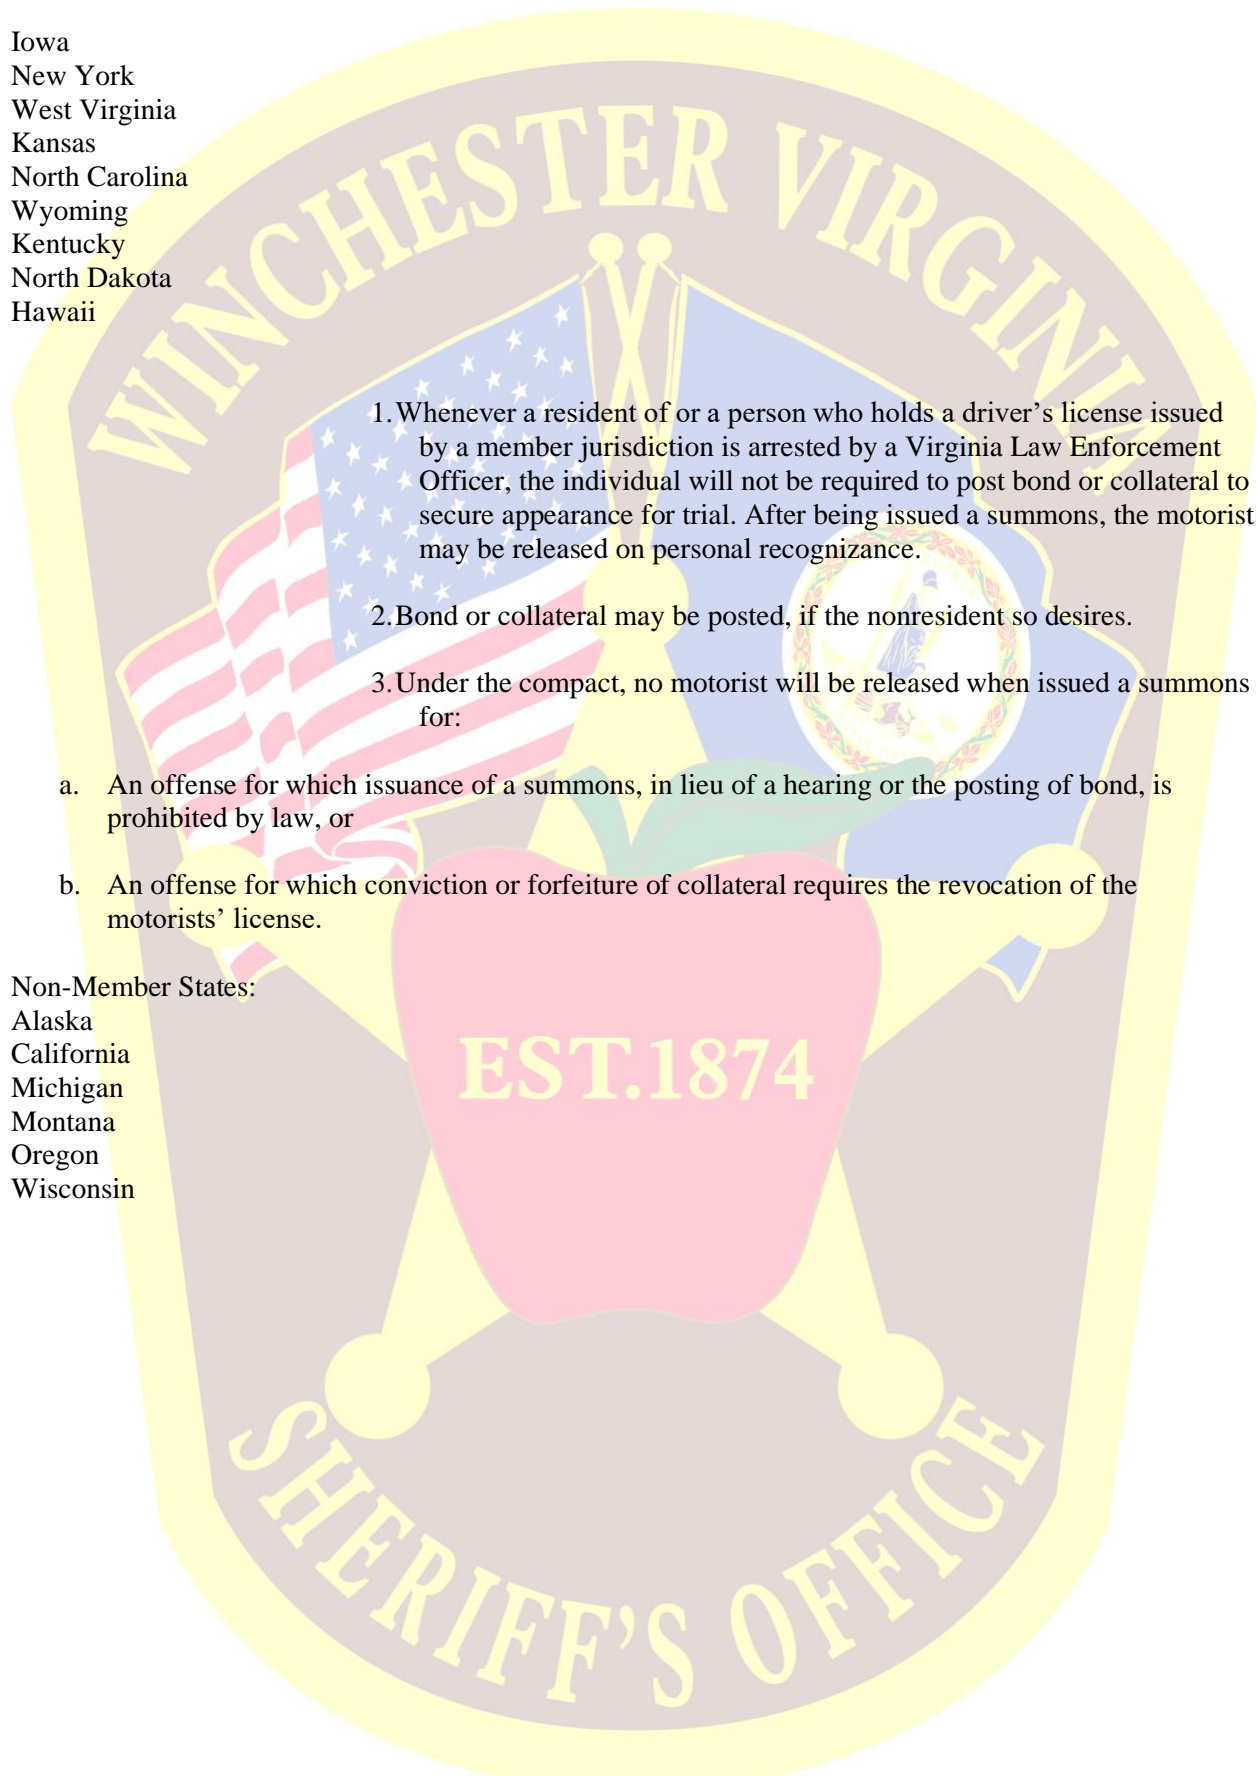 Iowa
New York
West Virginia
Kansas
North Carolina
Wyoming
Kentucky
North Dakota
Hawaii
1. Whenever a resident of or a person who holds a driver’s license issued
by a member jurisdiction is arrested by a Virginia Law Enforcement
Officer, the individual will not be required to post bond or collateral to
secure appearance for trial. After being issued a summons, the motorist
may be released on personal recognizance.
2. Bond or collateral may be posted, if the nonresident so desires.
3. Under the compact, no motorist will be released when issued a summons
for:
a. An offense for which issuance of a summons, in lieu of a hearing or the posting of bond, is
prohibited by law, or
b. An offense for which conviction or forfeiture of collateral requires the revocation of the
motorists’ license.
Non-Member States:
Alaska
California
Michigan
Montana
Oregon
Wisconsin
WINCHESTER VIRGINIA
EST.1874
SHERIFF’S OFFICE